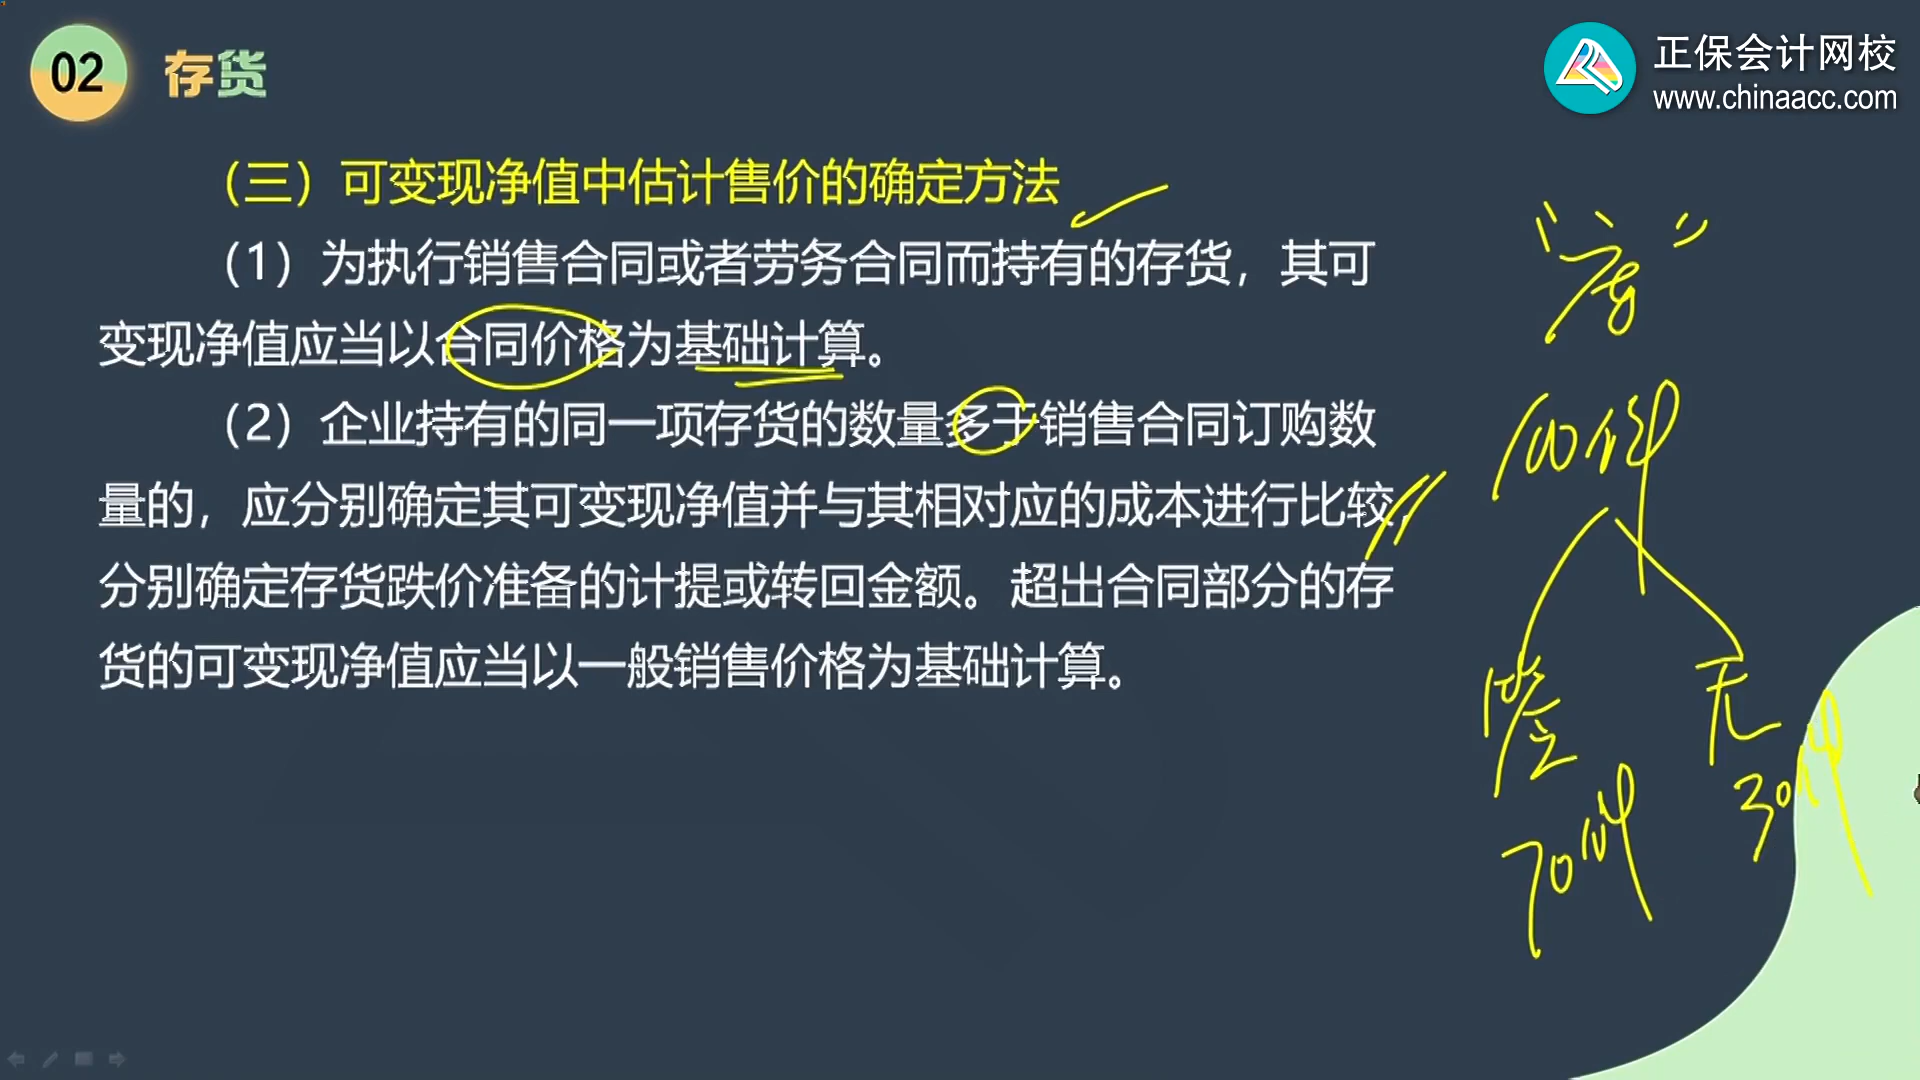 02 存货
正保会计网校
www.chinaacc.com
（三）可变现净值中估计售价的确定方法
（1）为执行销售合同或者劳务合同而持有的存货，其可
变现净值应当以合同价格为基础计算。
（2）企业持有的同一项存货的数量多于销售合同订购数
量的，应分别确定其可变现净值并与其相对应的成本进行比较，
分别确定存货跌价准备的计提或转回金额。超出合同部分的存
货的可变现净值应当以一般销售价格为基础计算。
100件
签 无
70件 30件